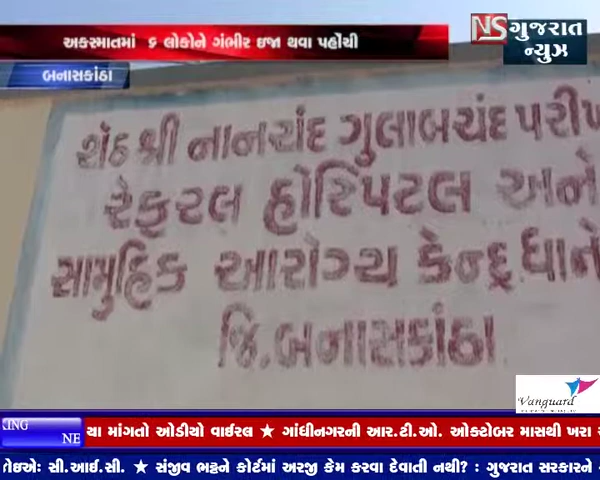 અકસ્માતમાં ૬ લોકોને ગંભીર ઇજા થવા પહોંચી
NS ગુજરાત
ન્યુઝ
બનાસકાંઠા
શેઠ શ્રી નાનચંદ ગુલાબચંદ પરીખ
રેફરલ હોસ્પિટલ અને
સામુહિક આરોગ્ય કેન્દ્ર ધાને
જિ.બનાસકાંઠા
Vanguard
KING
NE
યા માંગતો ઓડીયો વાઈરલ ★ ગાંધીનગરની આર.ટી.ઓ. ઓક્ટોબર માસથી ખરા
સી.આઈ.સી. ★ સંજીવ ભટ્ટને કોર્ટમાં અરજી કેમ કરવા દેવાતી નથી? : ગુજરાત સરકારને